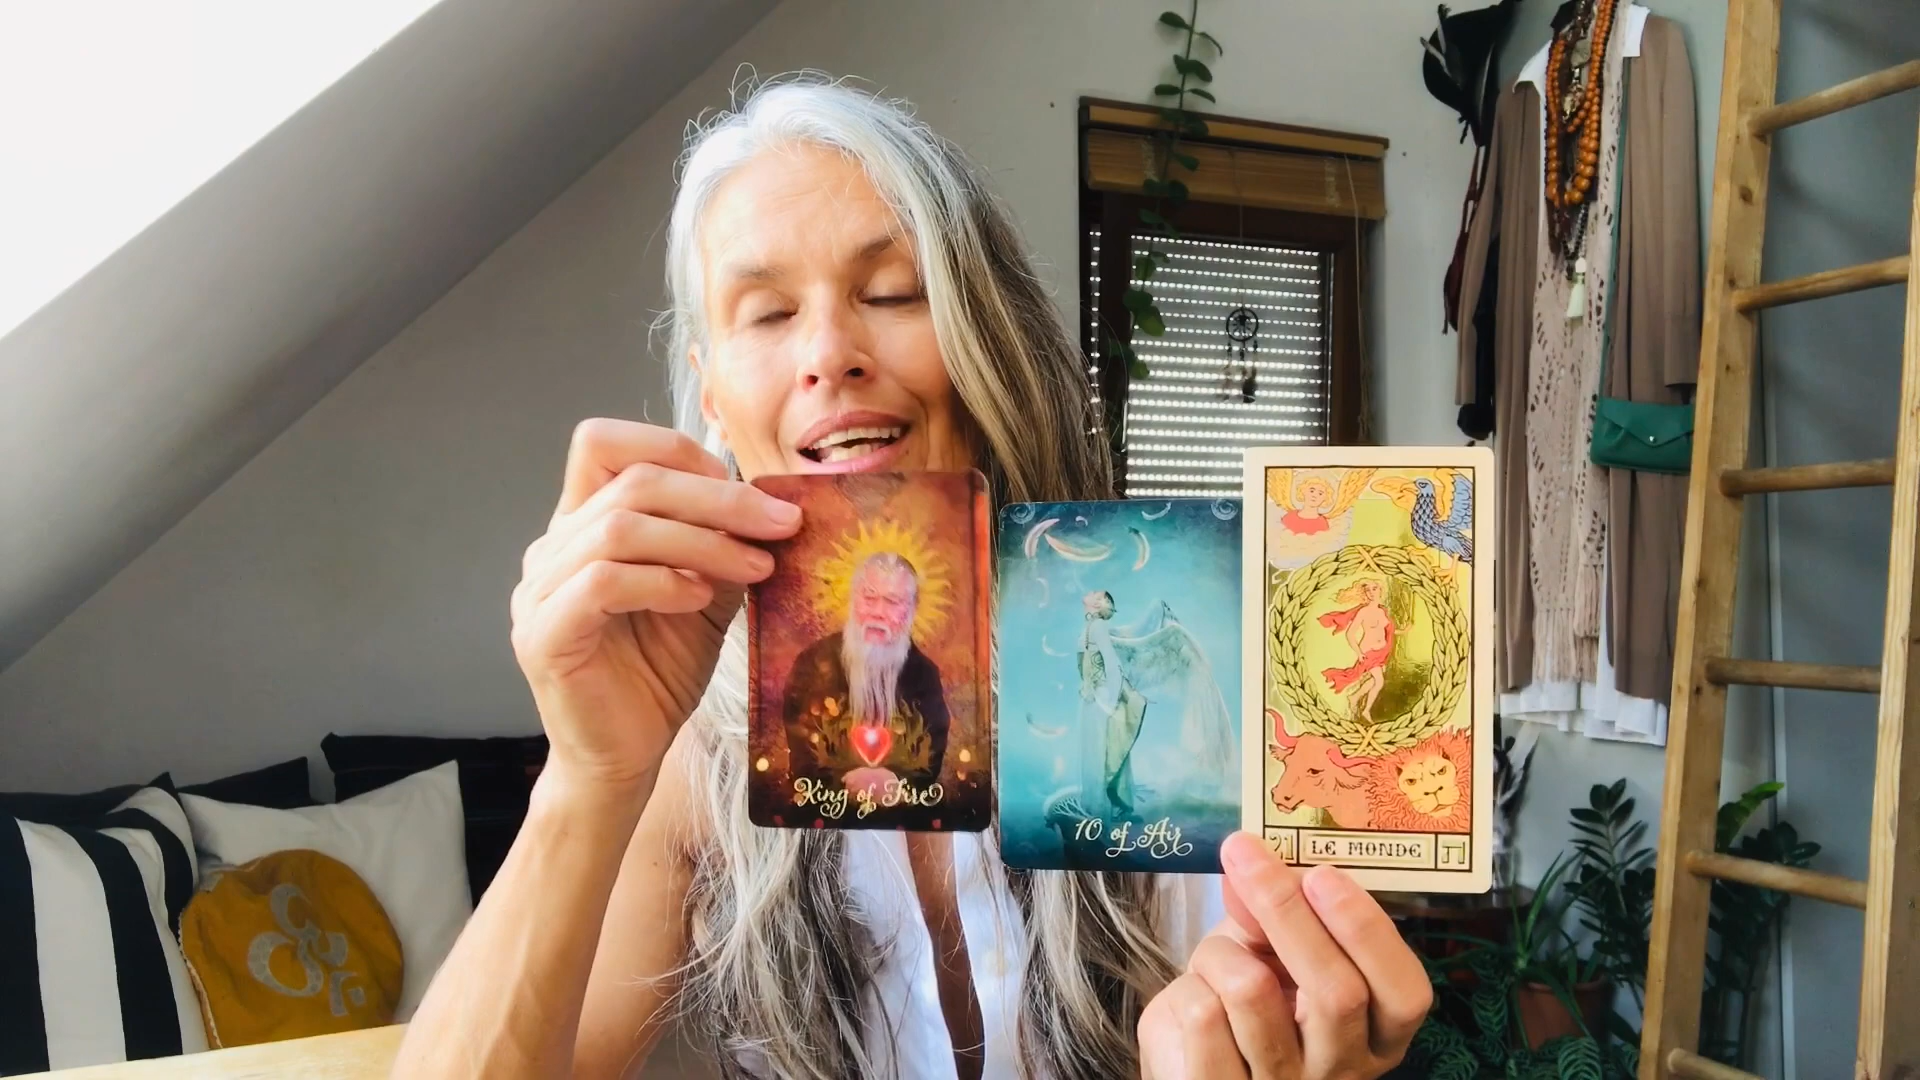 King of Fire
10 of Air
21 LE MONDE ת